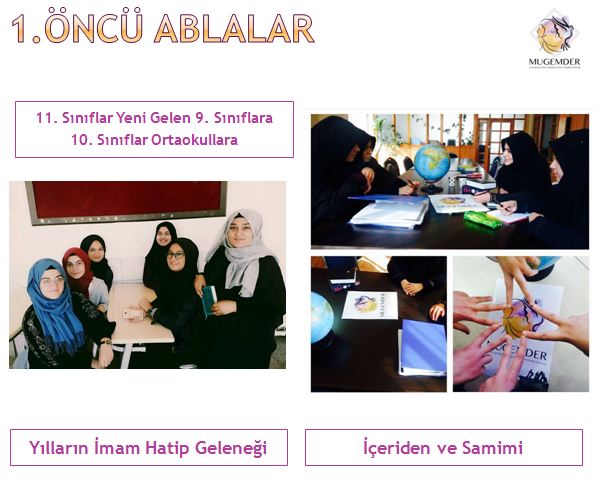 1.ÖNCÜ ABLALAR
MUGEMDER
11. Sınıflar Yeni Gelen 9. Sınıflara
10. Sınıflar Ortaokullara
MUGEMDER
Yılların İmam Hatip Geleneği
İçeriden ve Samimi